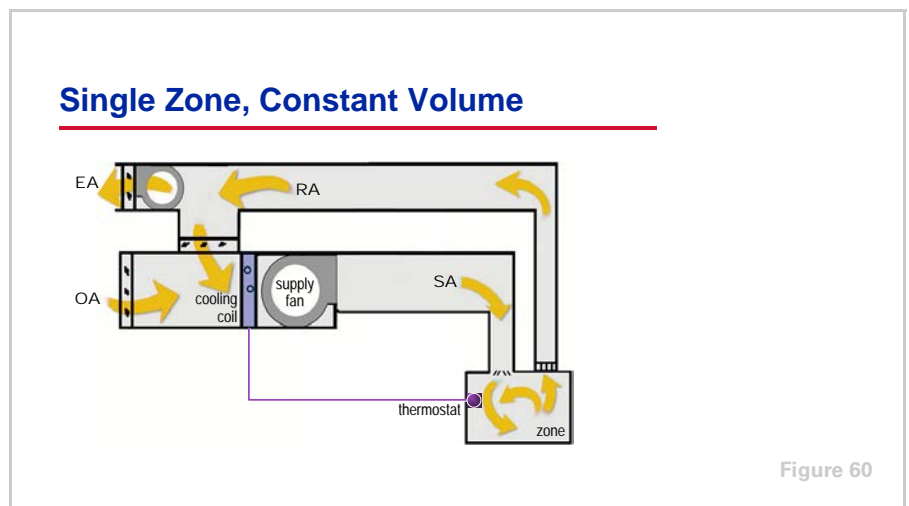 Single Zone, Constant Volume
EA
RA
OA
cooling
coil
supply
fan
SA
thermostat
zone
Figure 60